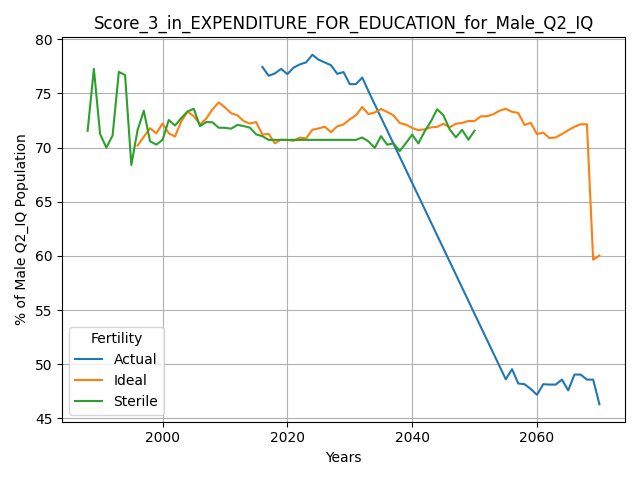 Score_3_in_EXPENDITURE_FOR_EDUCATION_for_Male_Q2_IQ
% of Male Q2_IQ Population
80
75
70
65
60
55
50
45
Fertility
Actual
Ideal
Sterile
2000 2020 2040 2060
Years